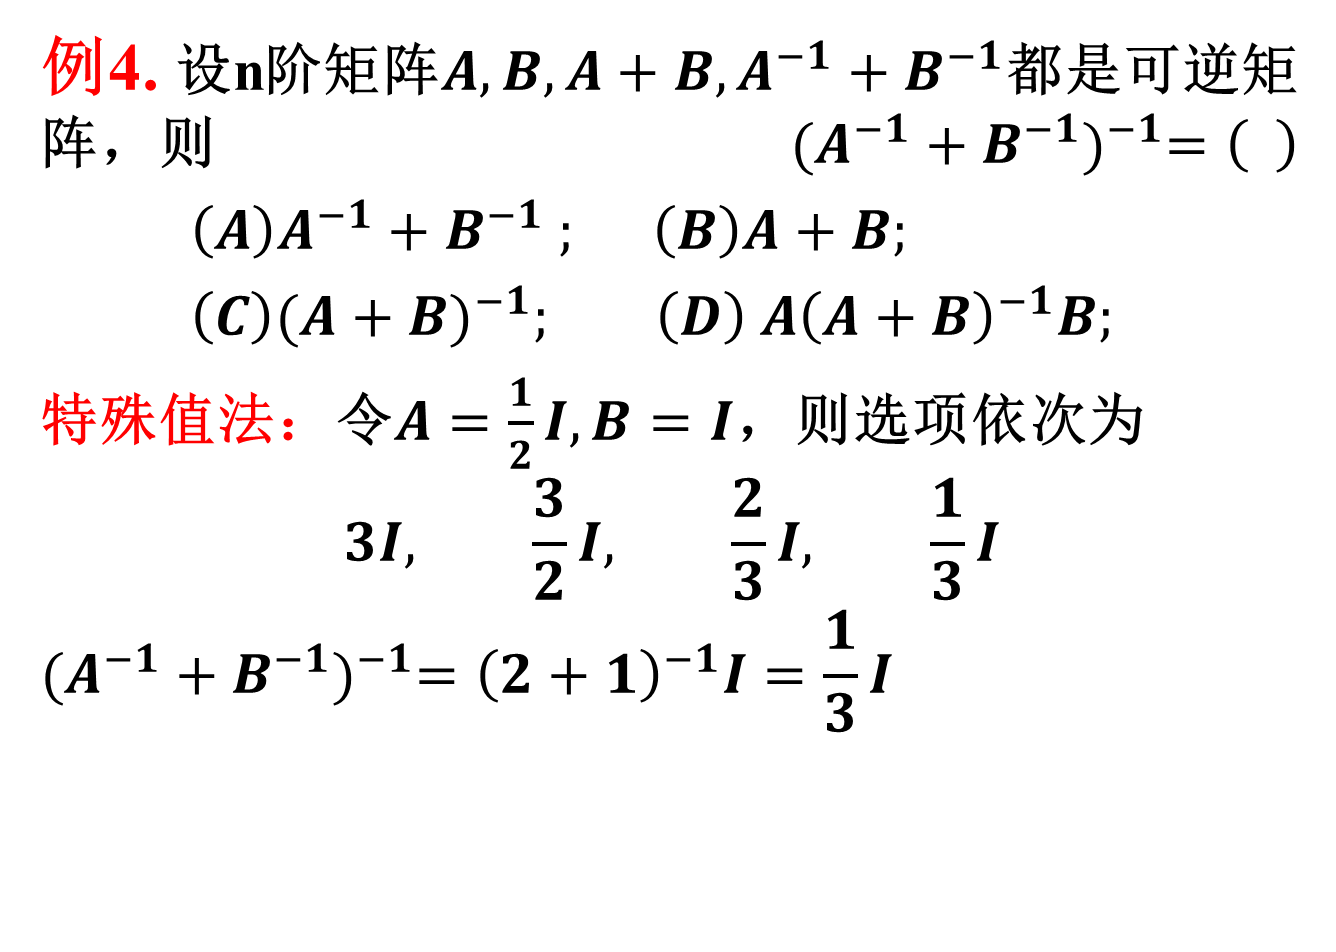 例4. 设n阶矩阵A, B, A + B, A⁻¹ + B⁻¹都是可逆矩
阵，则 (A⁻¹ + B⁻¹)⁻¹= ( )
(A)A⁻¹ + B⁻¹ ; (B)A + B;
(C)(A + B)⁻¹; (D) A(A + B)⁻¹B;
特殊值法：令A = 1/2 I, B = I，则选项依次为
3I, 3/2 I, 2/3 I, 1/3 I
(A⁻¹ + B⁻¹)⁻¹= (2 + 1)⁻¹I = 1/3 I